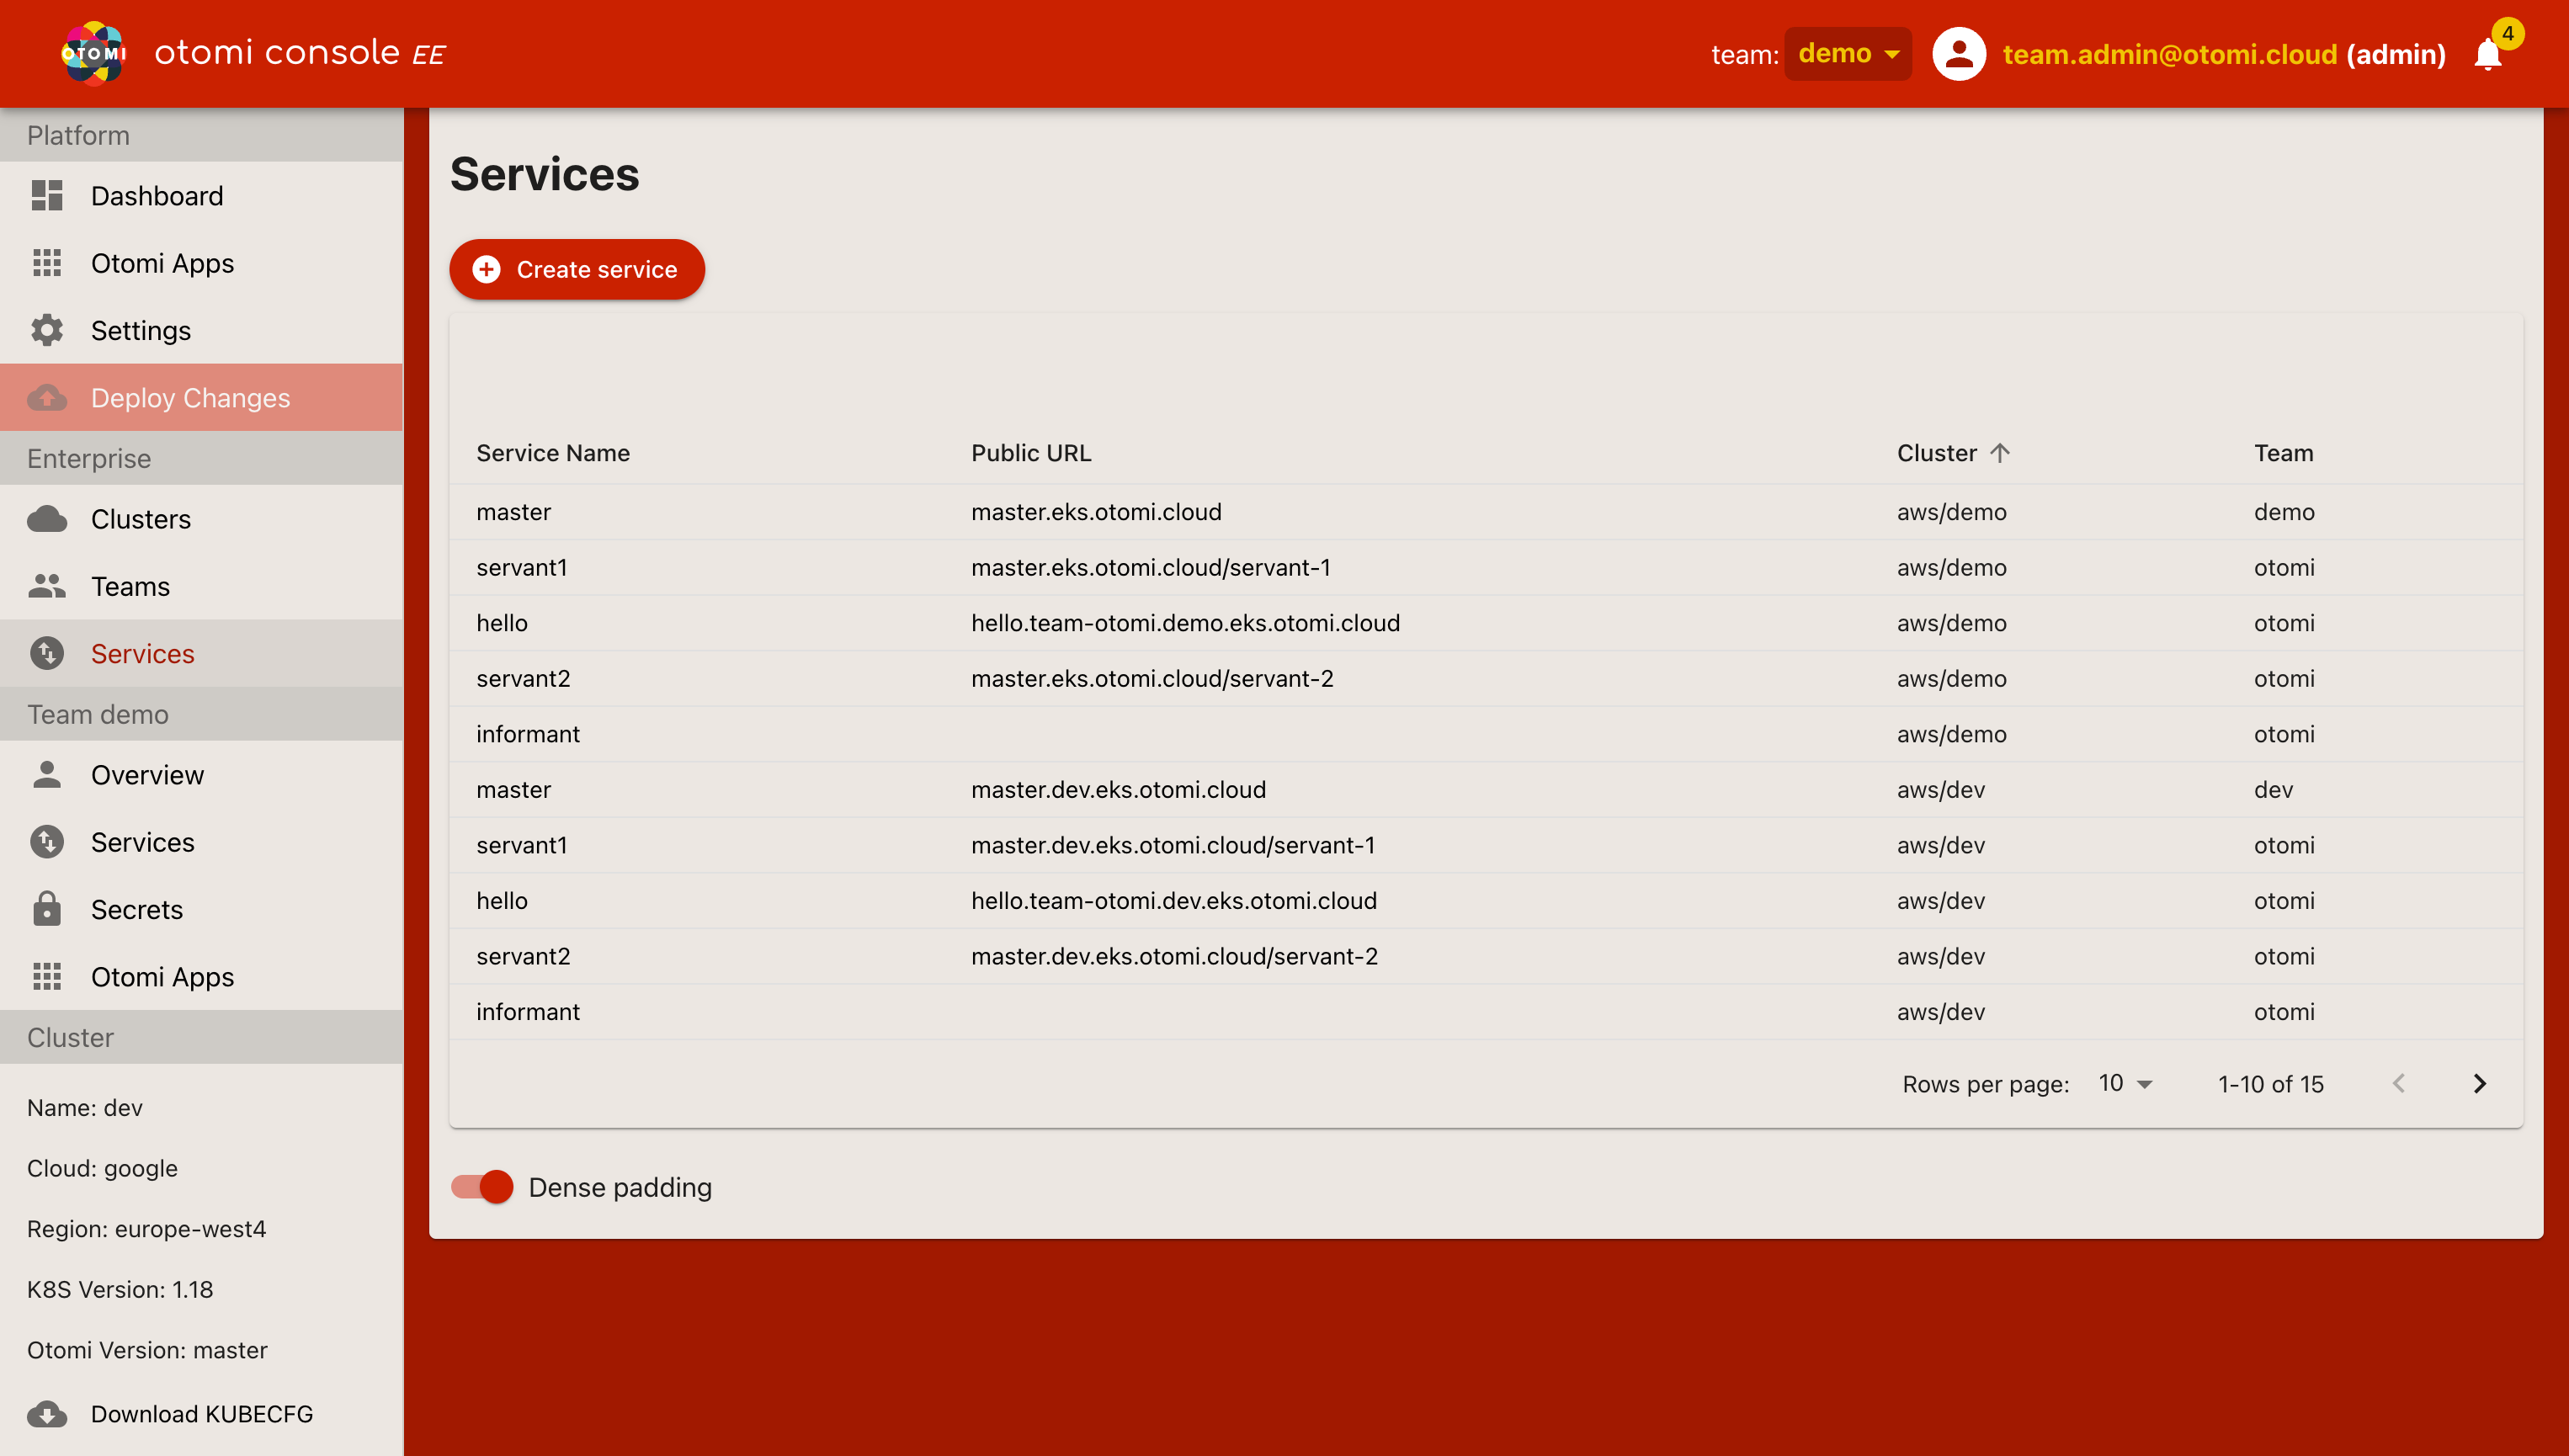 OTOMI otomi console EE team: demo team.admin@otomi.cloud (admin) 4
Platform
Dashboard
Otomi Apps
Settings
Deploy Changes
Enterprise
Clusters
Teams
Services
Team demo
Overview
Services
Secrets
Otomi Apps
Cluster
Name: dev
Cloud: google
Region: europe-west4
K8S Version: 1.18
Otomi Version: master
Download KUBECFG
Services
Create service
Service Name Public URL Cluster Team
master master.eks.otomi.cloud aws/demo demo
servant1 master.eks.otomi.cloud/servant-1 aws/demo otomi
hello hello.team-otomi.demo.eks.otomi.cloud aws/demo otomi
servant2 master.eks.otomi.cloud/servant-2 aws/demo otomi
informant aws/demo otomi
master master.dev.eks.otomi.cloud aws/dev dev
servant1 master.dev.eks.otomi.cloud/servant-1 aws/dev otomi
hello hello.team-otomi.dev.eks.otomi.cloud aws/dev otomi
servant2 master.dev.eks.otomi.cloud/servant-2 aws/dev otomi
informant aws/dev otomi
Rows per page: 10 1-10 of 15
Dense padding